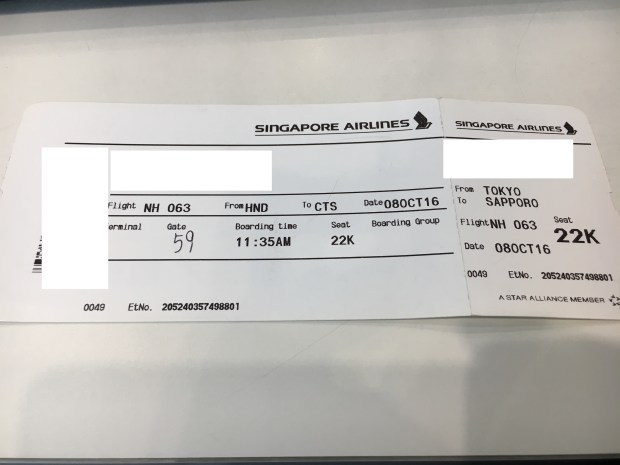 SINGAPORE AIRLINES
Flight NH 063 From HND To CTS Date 08OCT16
erminal Gate Boarding time Seat Boarding Group
59 11:35AM 22K
0049 EtNo. 205240357498801
SINGAPORE AIRLINES
From TOKYO
To SAPPORO
Flight NH 063 Seat
22K
Date 08OCT16
0049 EtNo. 205240357498801
A STAR ALLIANCE MEMBER